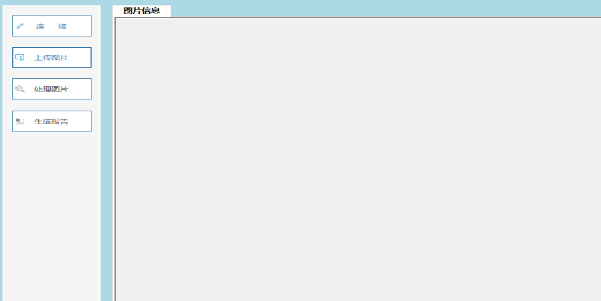 图片信息
连 接
上传图片
处理图片
生成报告